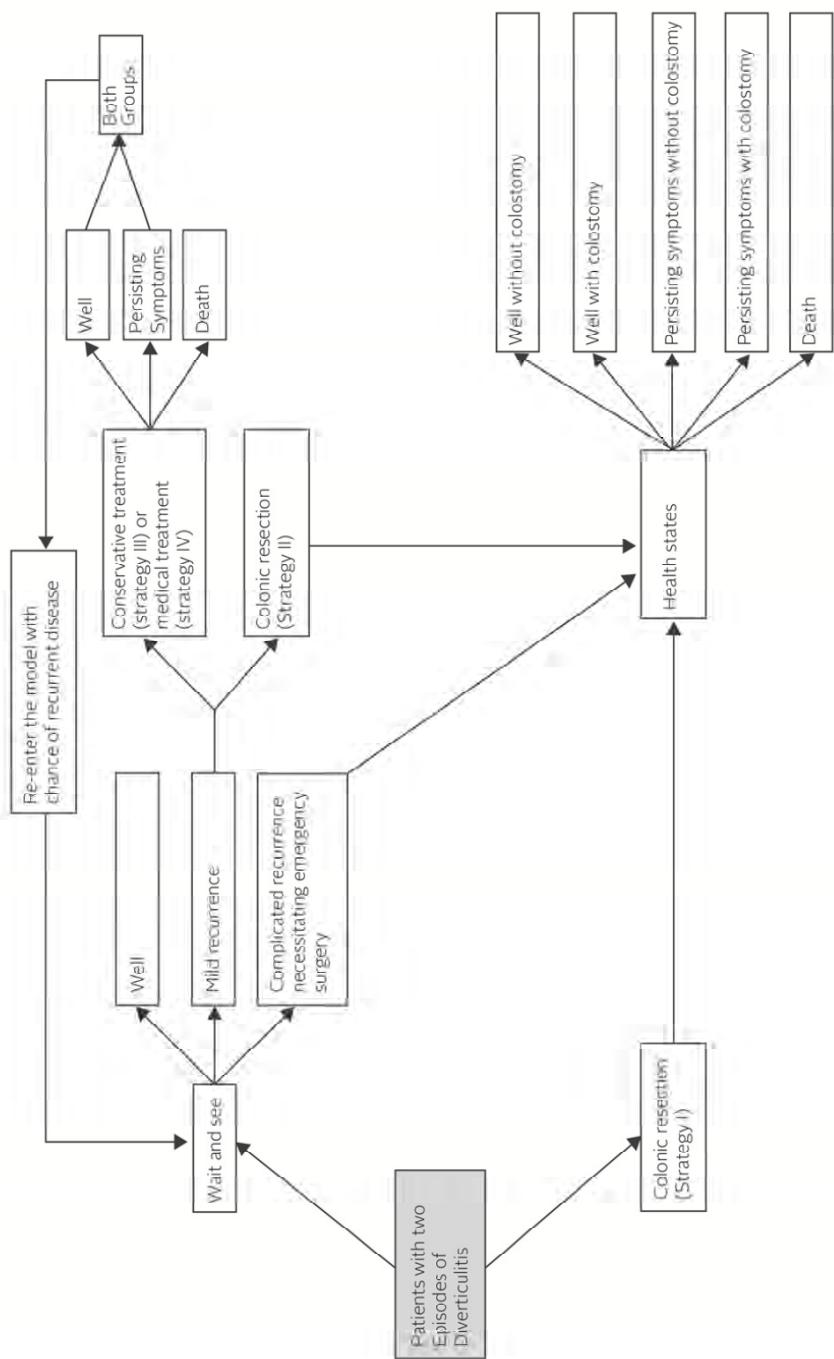 Patients with two
Episodes of
Diverticulitis
Wait and see
Colonic resection
(Strategy I)
Well
Mild recurrence
Complicated recurrence
necessitating emergency
surgery
Re-enter the model with
chance of recurrent disease
Conservative treatment
(strategy III) or
medical treatment
(strategy IV)
Colonic resection
(Strategy II)
Health states
Well
Persisting
Symptoms
Death
Both
Groups:
Well without colostomy
Well with colostomy
Persisting symptoms without colostomy
Persisting symptoms with colostomy
Death